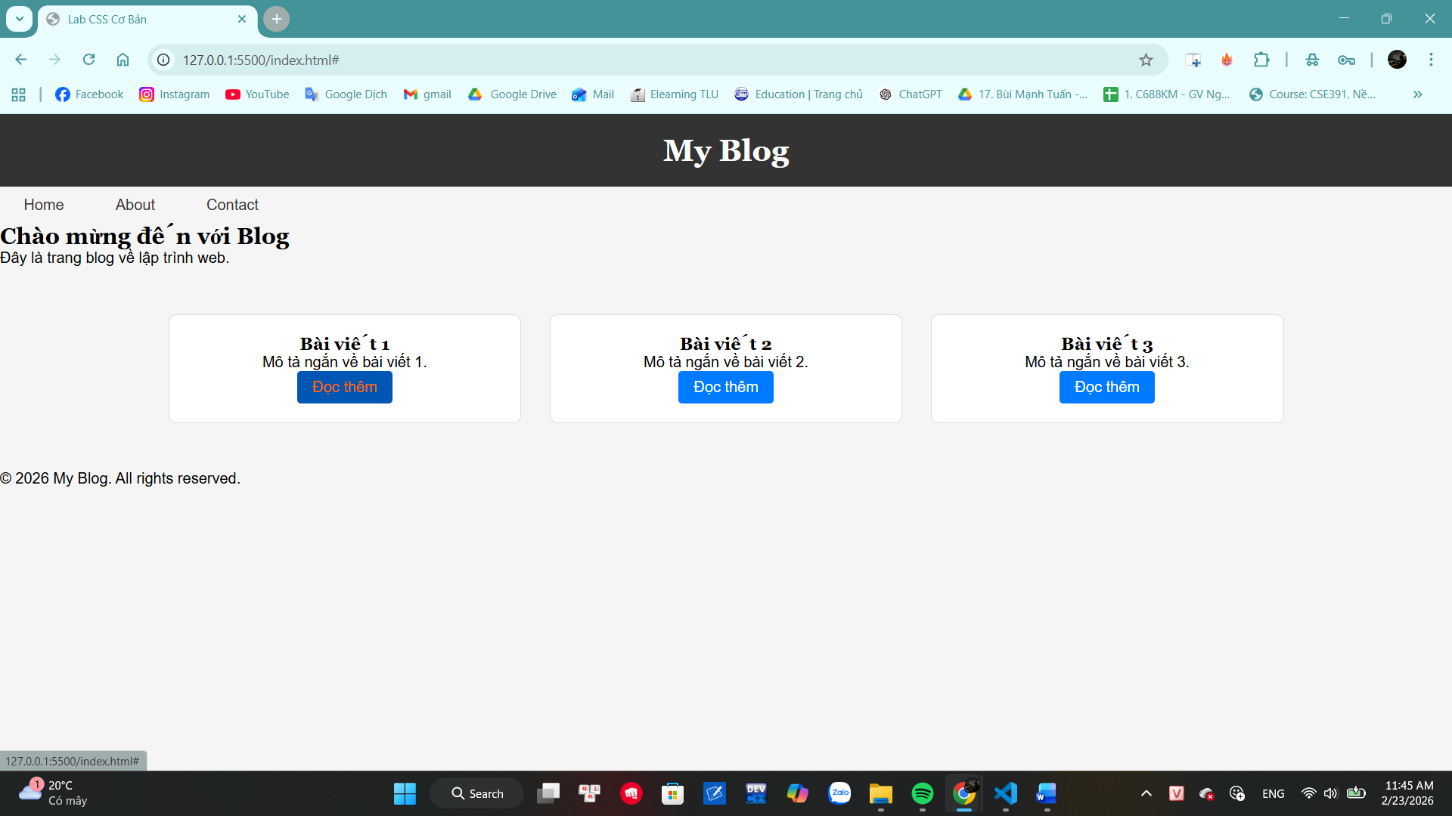 Lab CSS Cơ Bản
127.0.0.1:5500/index.html#
Facebook Instagram YouTube Google Dịch gmail Google Drive Mail Elearning TLU Education | Trang chủ ChatGPT 17. Bùi Mạnh Tuấn -... 1. C688KM - GV Ng... Course: CSE391. Nề... »
My Blog
Home About Contact
Chào mừng đến với Blog
Đây là trang blog về lập trình web.
Bài viết 1 Bài viết 2 Bài viết 3
Mô tả ngắn về bài viết 1. Mô tả ngắn về bài viết 2. Mô tả ngắn về bài viết 3.
Đọc thêm Đọc thêm Đọc thêm
© 2026 My Blog. All rights reserved.
127.0.0.1:5500/index.html#
1 20°C
Có mây
Search
DEV
Zalo
W
V
ENG
11:45 AM
2/23/2026